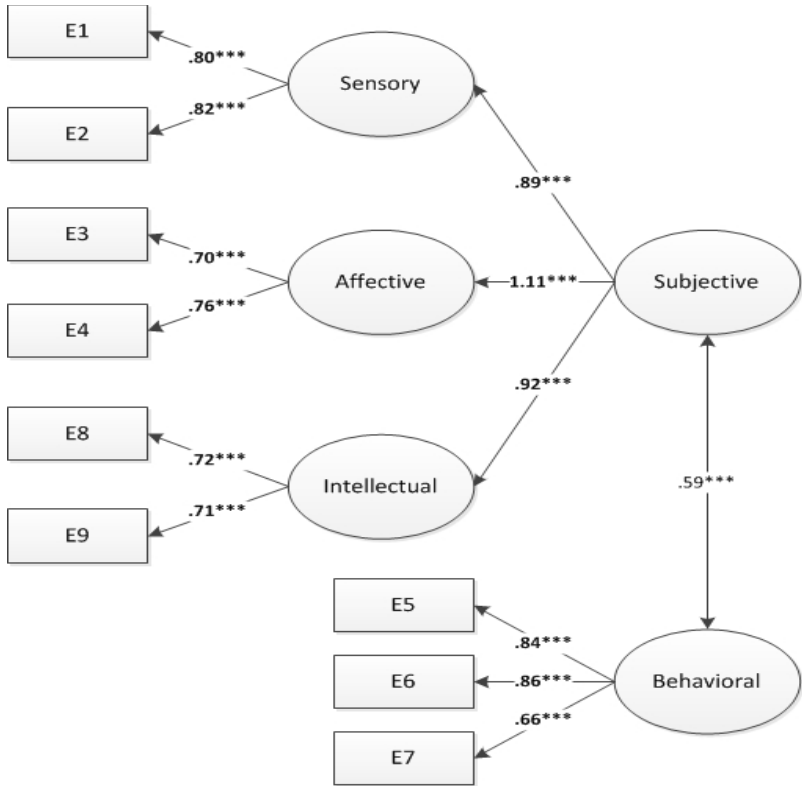 E1
.80***
Sensory
.82***
E2
.89***
E3
.70***
Affective
1.11***
Subjective
.76***
E4
.92***
E8
.72***
Intellectual
.59***
.71***
E9
E5
.84***
E6
.86***
Behavioral
.66***
E7